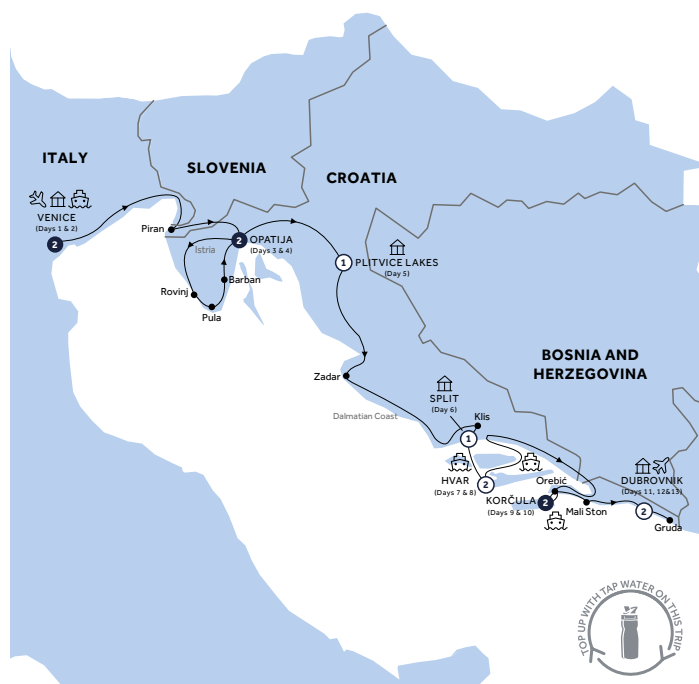 ITALY
SLOVENIA
CROATIA
VENICE
(Days 1 & 2)
2
Piran
2
OPATIJA
(Days 3 & 4)
Istria
1
PLITVICE LAKES
(Day 5)
Barban
Rovinj
Pula
BOSNIA AND
HERZEGOVINA
Zadar
Dalmatian Coast
SPLIT
(Day 6)
Klis
1
HVAR
(Days 7 & 8)
2
Orebić
KORČULA
(Days 9 & 10)
2
Mali Ston
DUBROVNIK
(Days 11, 12&13)
2
Gruda
TOP UP WITH TAP WATER ON THIS TRIP